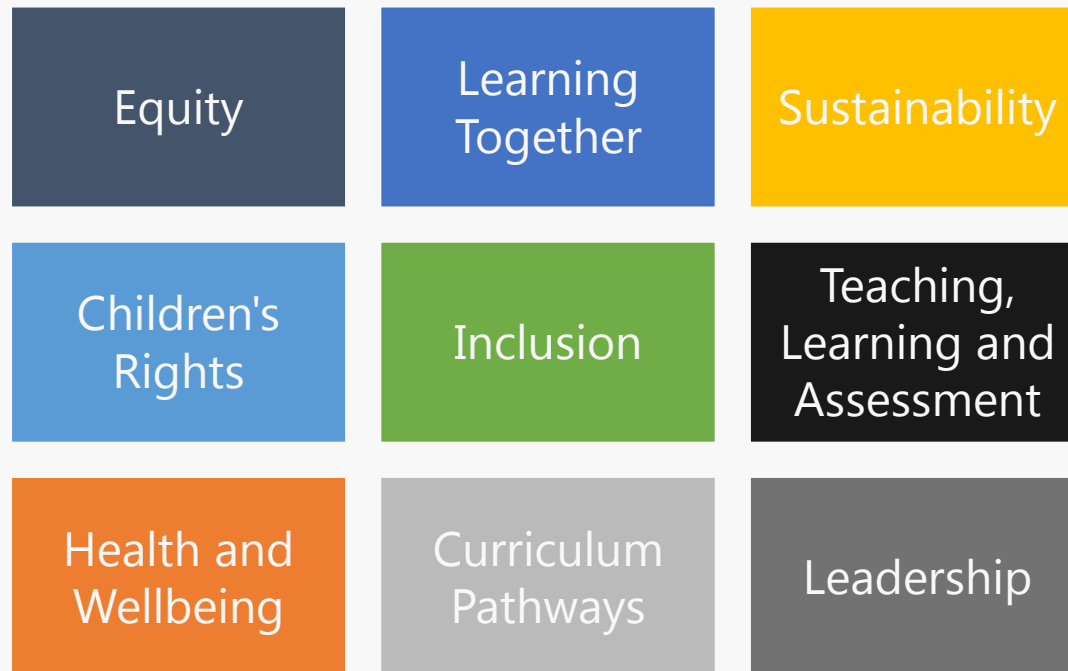 Equity
Learning
Together
Sustainability
Children's
Rights
Inclusion
Teaching,
Learning and
Assessment
Health and
Wellbeing
Curriculum
Pathways
Leadership